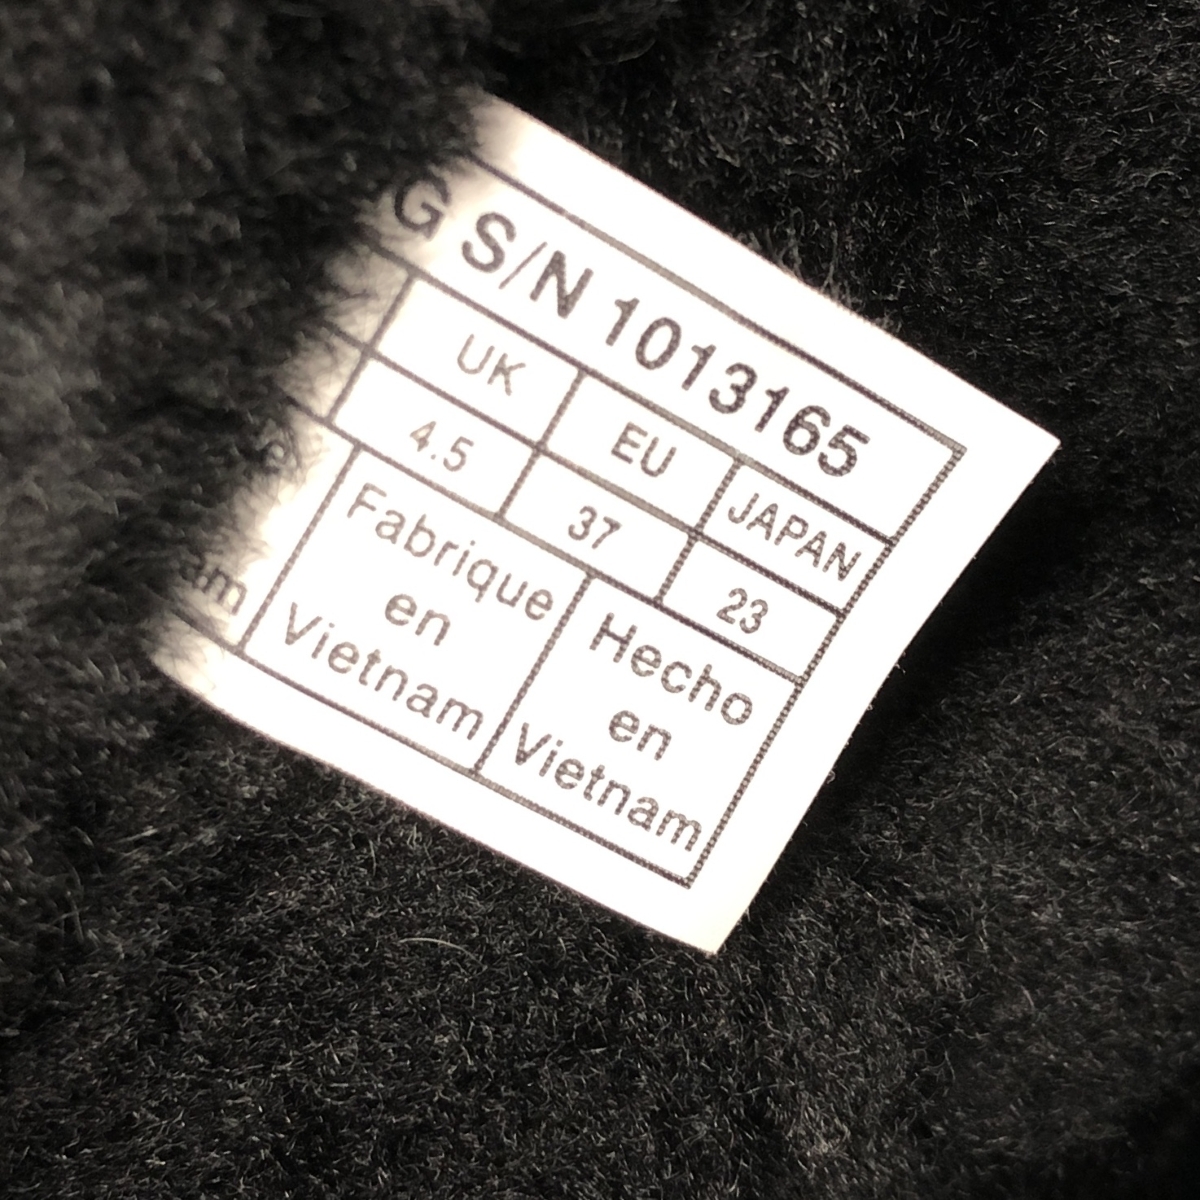 G S/N 1013165
UK EU JAPAN
4.5 37 23
Fabrique
en
Vietnam
Hecho
en
Vietnam